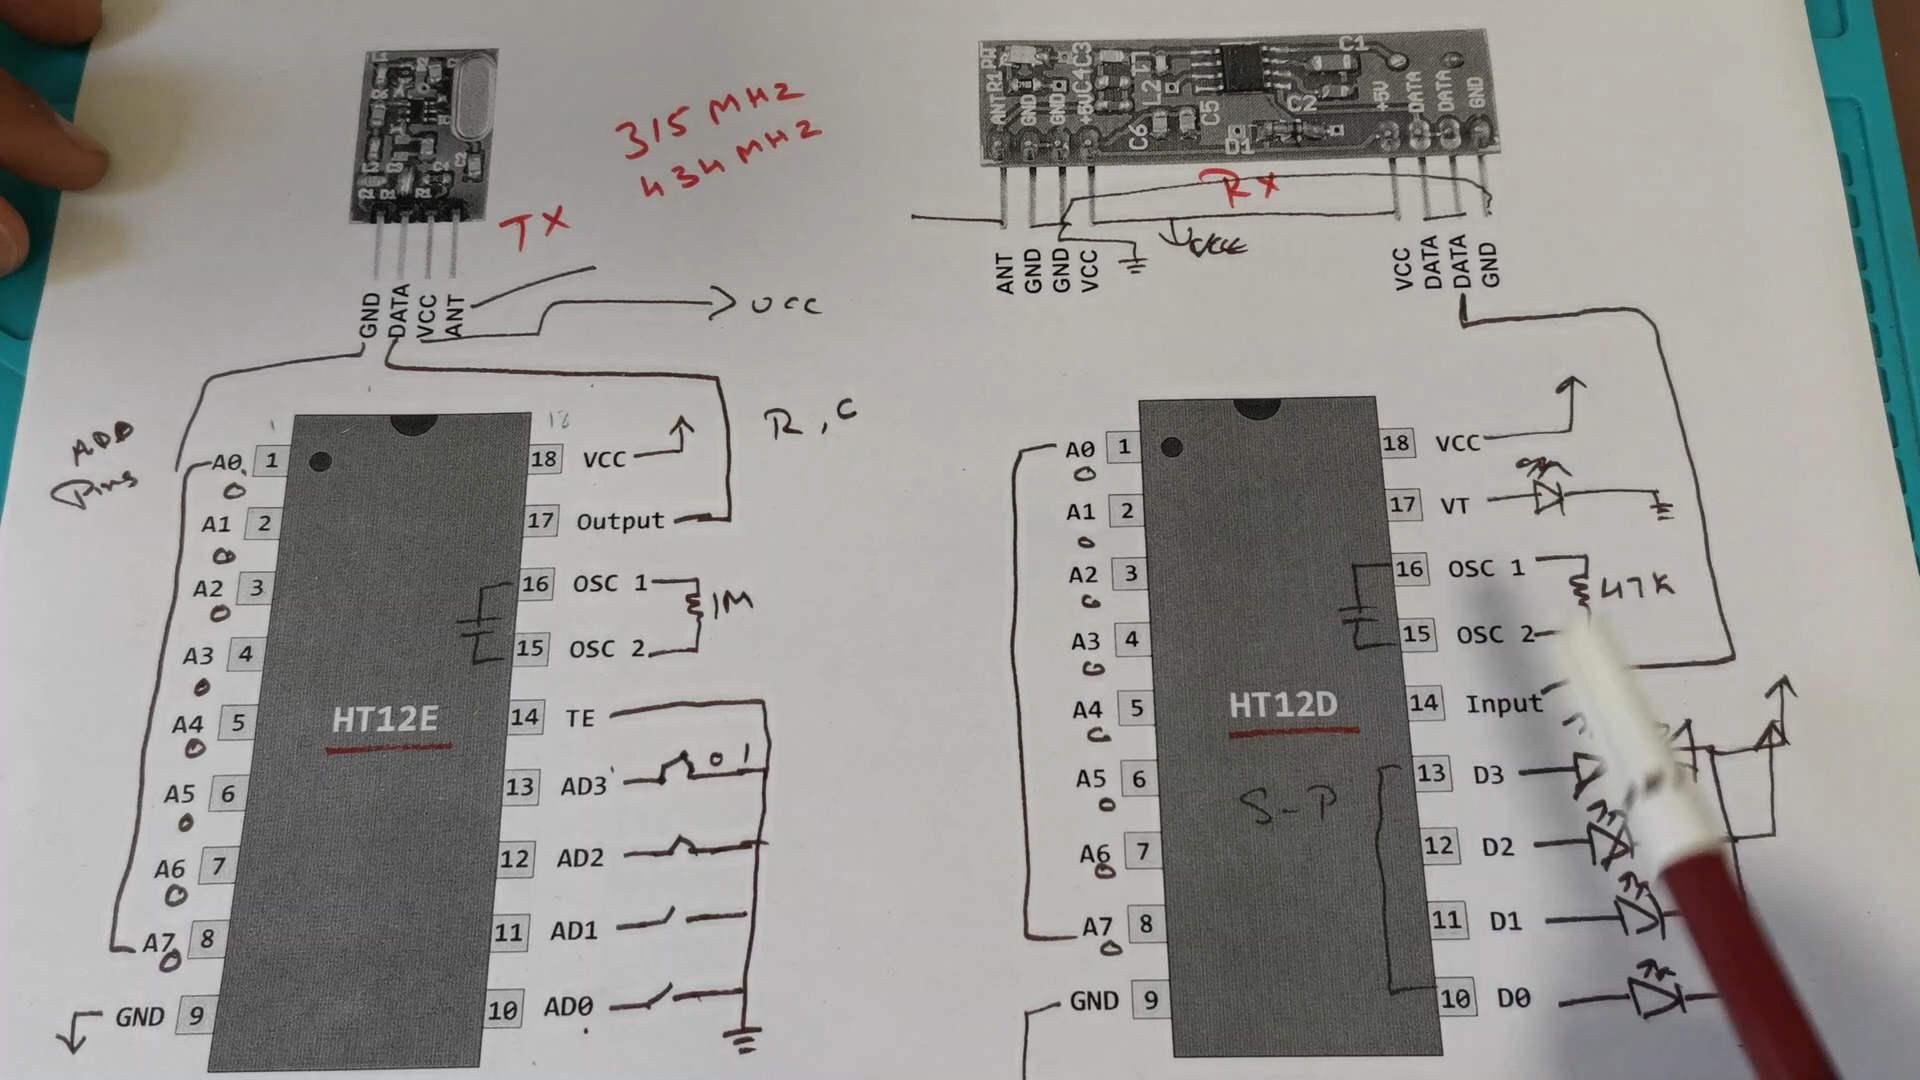 315 MHZ
434 MHZ
TX
GND
DATA
VCC
ANT
VCC
D1
R1
ANT
GND
GND
+5V
C4
C3
L1
L2
C6
C5
C2
C1
D1
+5V
DATA
DATA
GND
RX
ANT
GND
GND
VCC
VCC
DATA
DATA
GND
R, C
ADD
Pins
18
A0 1
A1 2
A2 3
A3 4
A4 5
A5 6
A6 7
A7 8
GND 9
HT12E
18 VCC
17 Output
16 OSC 1
1M
15 OSC 2
14 TE
13 AD3 0 1
12 AD2
11 AD1
10 AD0
A0 1
A1 2
A2 3
A3 4
A4 5
A5 6
A6 7
A7 8
GND 9
HT12D
S-P
18 VCC
17 VT
16 OSC 1
47K
15 OSC 2
14 Input
13 D3
12 D2
11 D1
10 D0